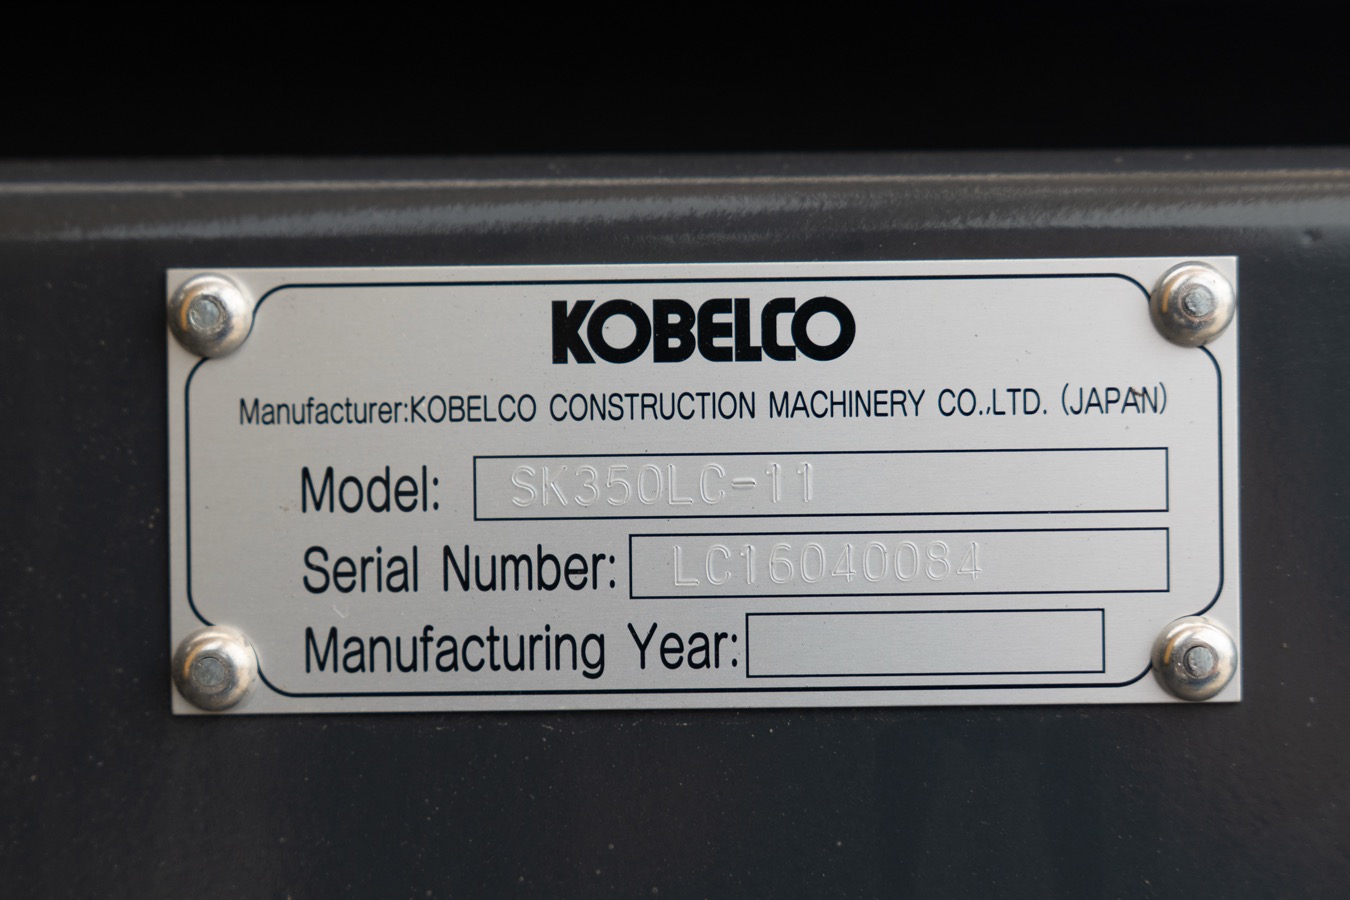 KOBELCO
Manufacturer:KOBELCO CONSTRUCTION MACHINERY CO.,LTD. (JAPAN)
Model: SK350LC-11
Serial Number: LC16040084
Manufacturing Year: